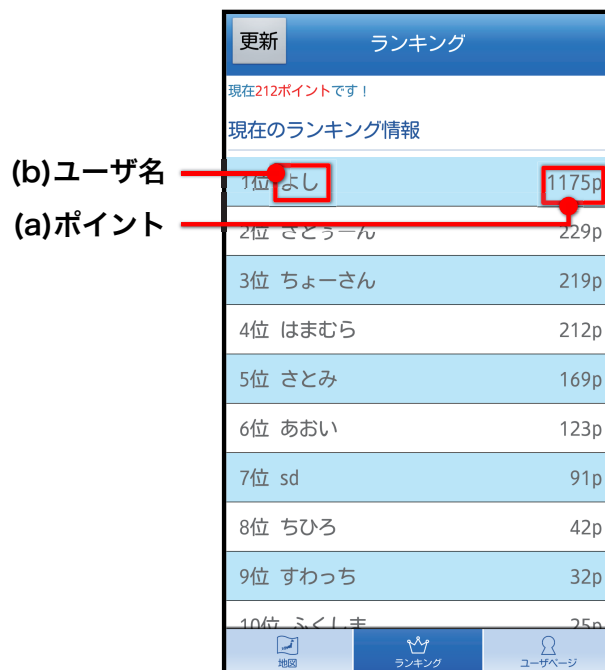 更新
ランキング
現在212ポイントです！
現在のランキング情報
(b)ユーザ名
1位 よし 1175p
(a)ポイント
2位 さとぅーん 229p
3位 ちょーさん 219p
4位 はまむら 212p
5位 さとみ 169p
6位 あおい 123p
7位 sd 91p
8位 ちひろ 42p
9位 すわっち 32p
10位 ふくしま 25p
地図
ランキング
ユーザページ